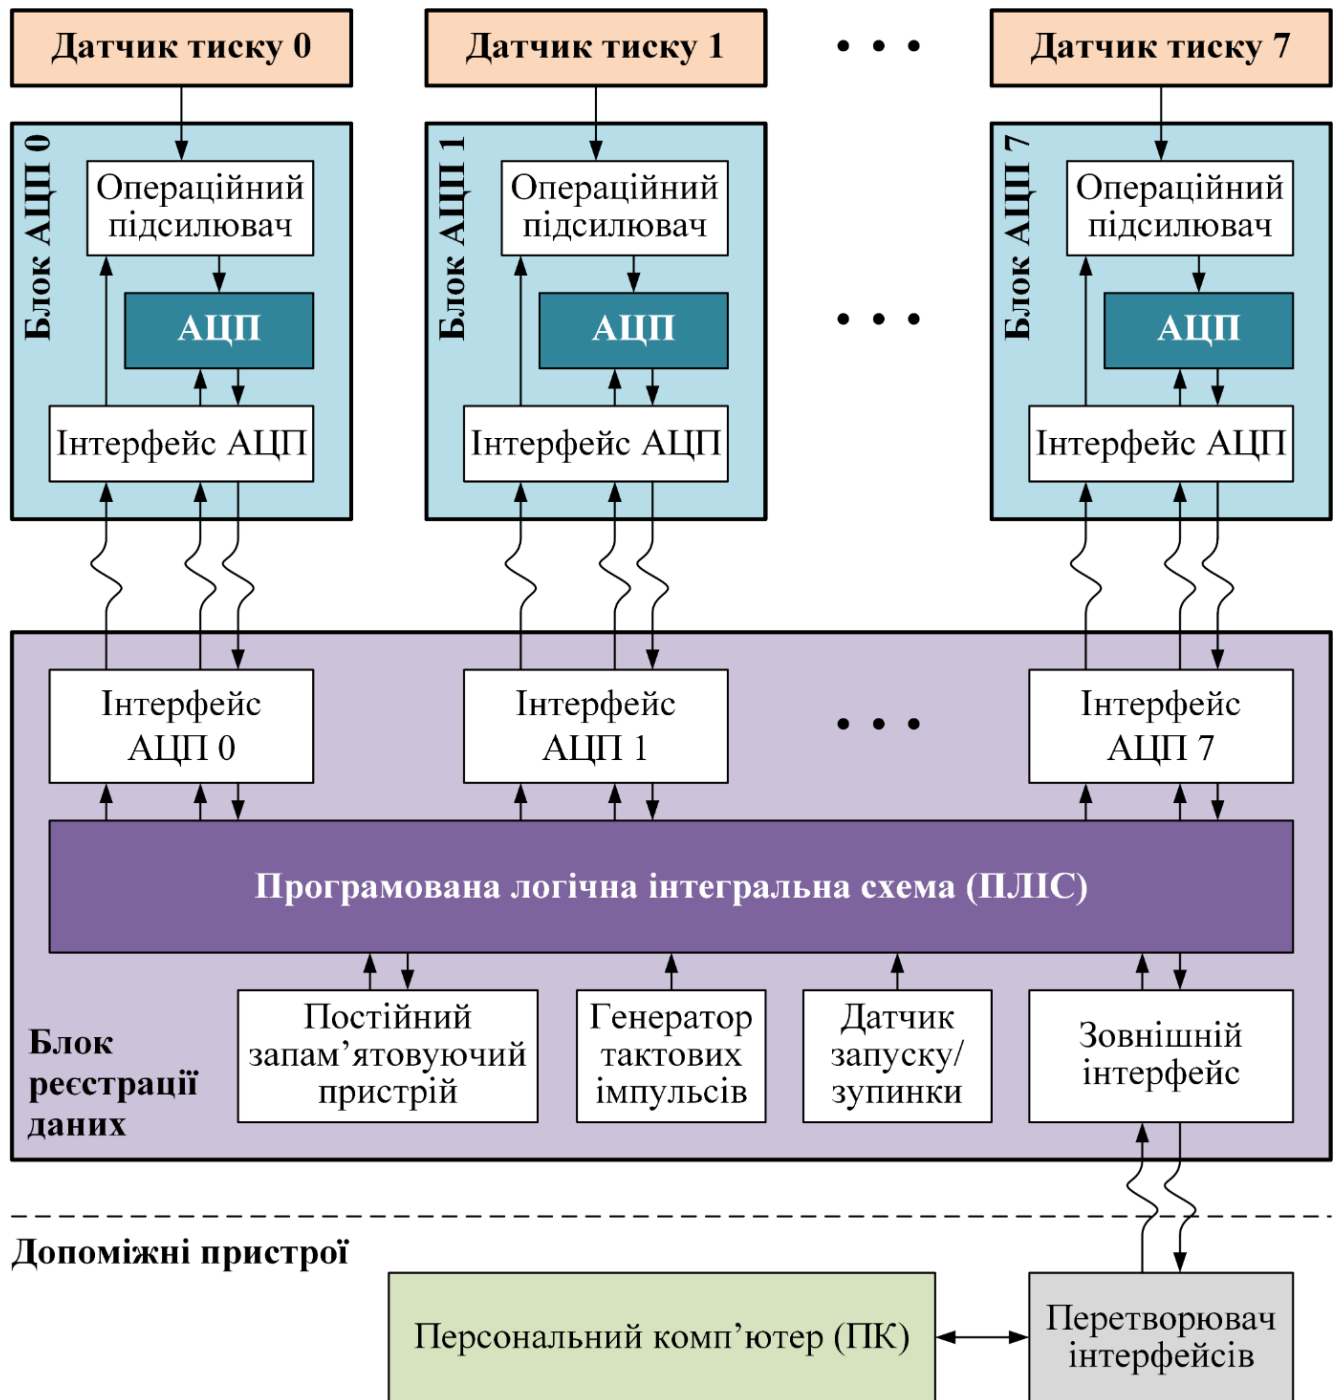 Датчик тиску 0
Датчик тиску 1
• • •
Датчик тиску 7
Блок АЦП 0
Операційний
підсилювач
АЦП
Інтерфейс АЦП
Блок АЦП 1
Операційний
підсилювач
АЦП
Інтерфейс АЦП
• • •
Блок АЦП 7
Операційний
підсилювач
АЦП
Інтерфейс АЦП
Інтерфейс
АЦП 0
Інтерфейс
АЦП 1
• • •
Інтерфейс
АЦП 7
Програмована логічна інтегральна схема (ПЛІС)
Блок
реєстрації
даних
Постійний
запам’ятовуючий
пристрій
Генератор
тактових
імпульсів
Датчик
запуску/
зупинки
Зовнішній
інтерфейс
Допоміжні пристрої
Персональний комп’ютер (ПК)
Перетворювач
інтерфейсів